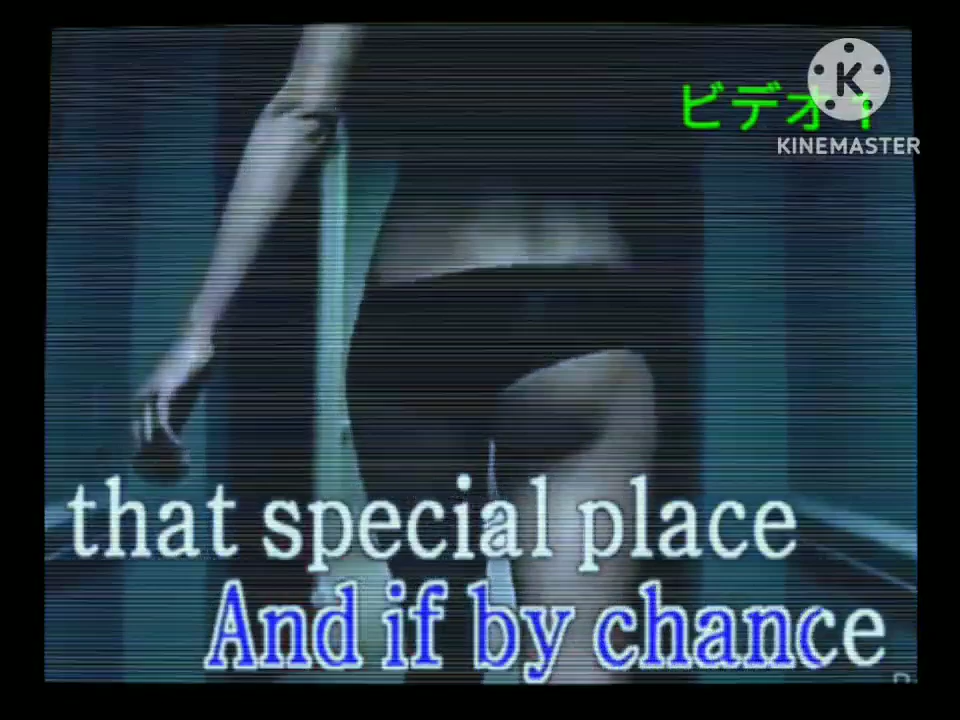 ビデオ 1
K
KINEMASTER
that special place
And if by chance